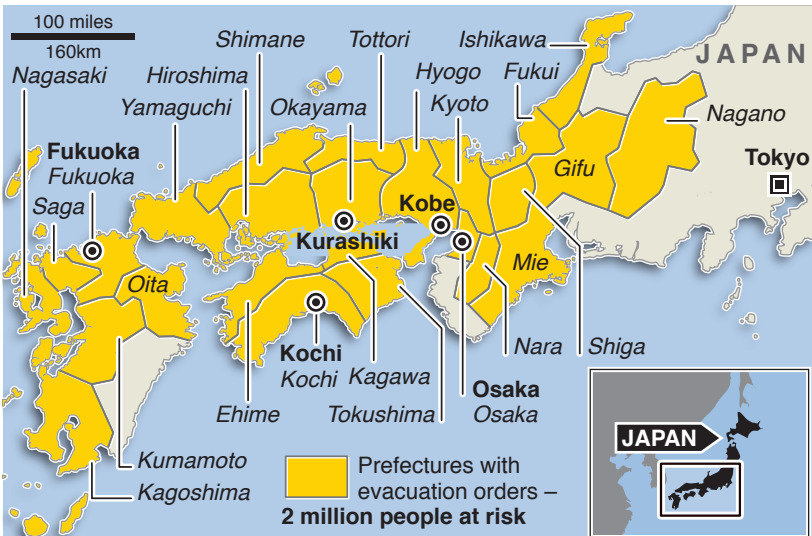 100 miles
160km
Shimane
Tottori
Ishikawa
JAPAN
Nagasaki
Hiroshima
Hyogo
Fukui
Yamaguchi
Okayama
Kyoto
Nagano
Fukuoka
Fukuoka
Gifu
Tokyo
Saga
Kobe
Kurashiki
Oita
Mie
Kochi
Kochi
Kagawa
Nara
Shiga
Ehime
Tokushima
Osaka
Osaka
JAPAN
Kumamoto
Kagoshima
Prefectures with
evacuation orders –
2 million people at risk